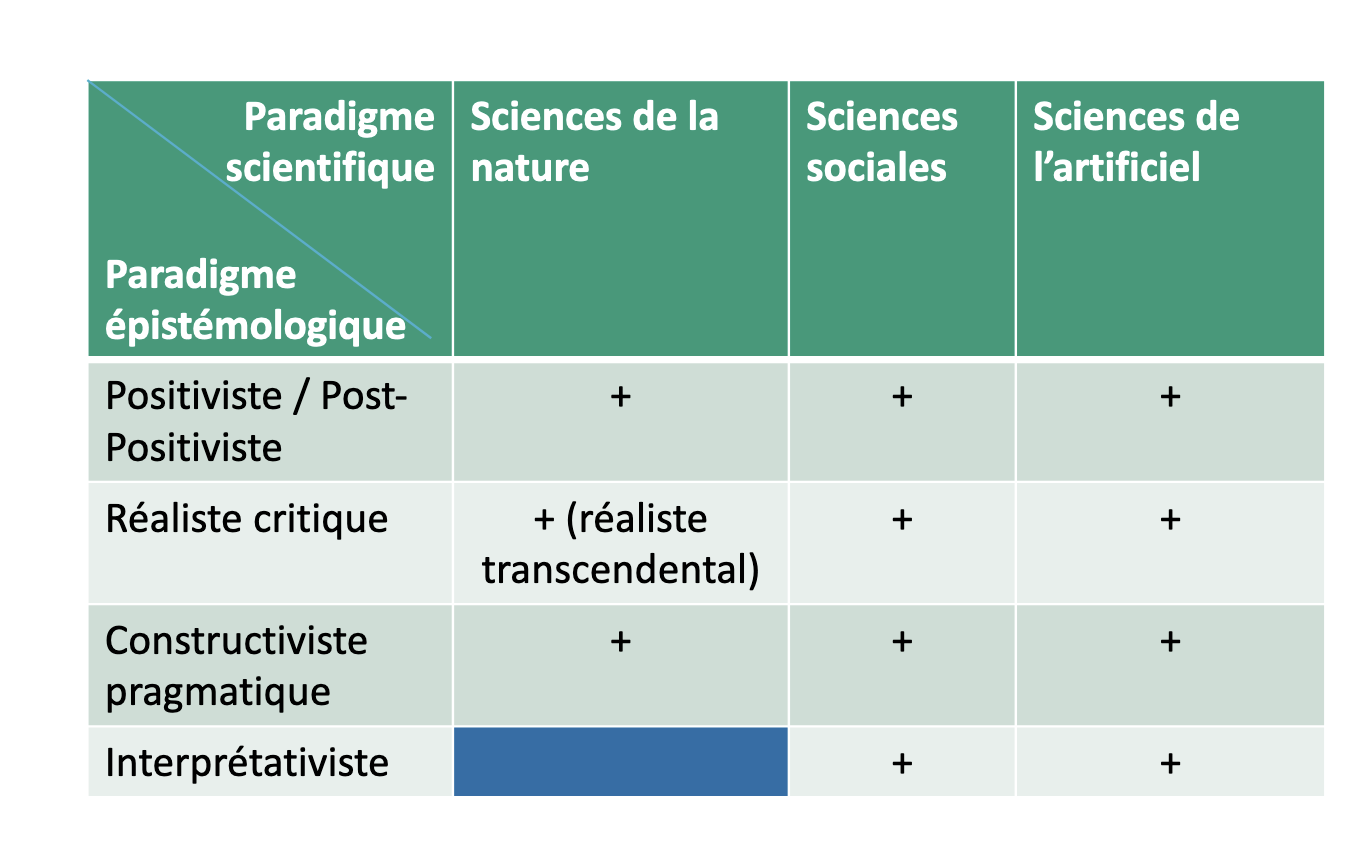 Paradigme
scientifique
Paradigme
épistémologique
Sciences de la
nature
Sciences
sociales
Sciences de
l’artificiel
Positiviste / Post-
Positiviste
+
+
+
Réaliste critique
+ (réaliste
transcendental)
+
+
Constructiviste
pragmatique
+
+
+
Interprétativiste
+
+